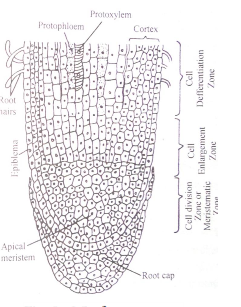 Protoxylem
Protophloem
Cortex
Root
hairs
Epiblema
Apical
meristem
Root cap
Cell
Defferentiation
Zone
Cell
Enlargement
Zone
Cell division
Zone or
Meristematic
Zone